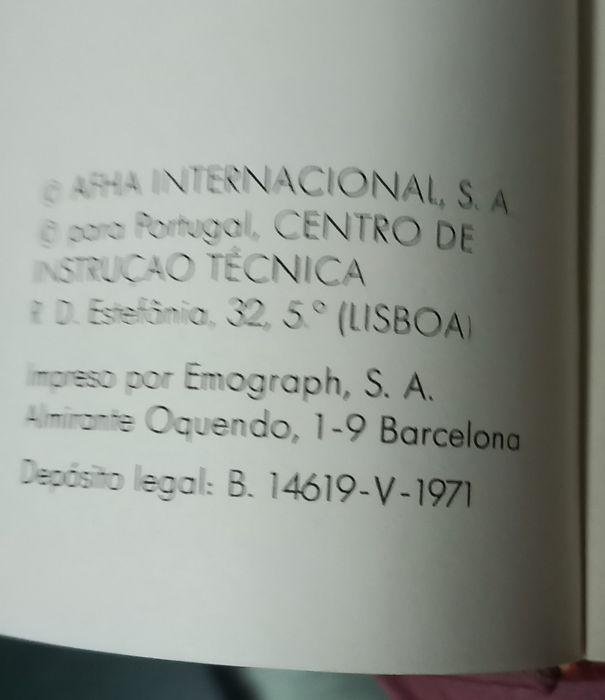 © AFHA INTERNACIONAL, S. A
© para Portugal, CENTRO DE
INSTRUÇAO TÉCNICA
R. D. Estefânia, 32, 5.° (LISBOA)
Impreso por Emograph, S. A.
Almirante Oquendo, 1-9 Barcelona
Depósito legal: B. 14619-V-1971